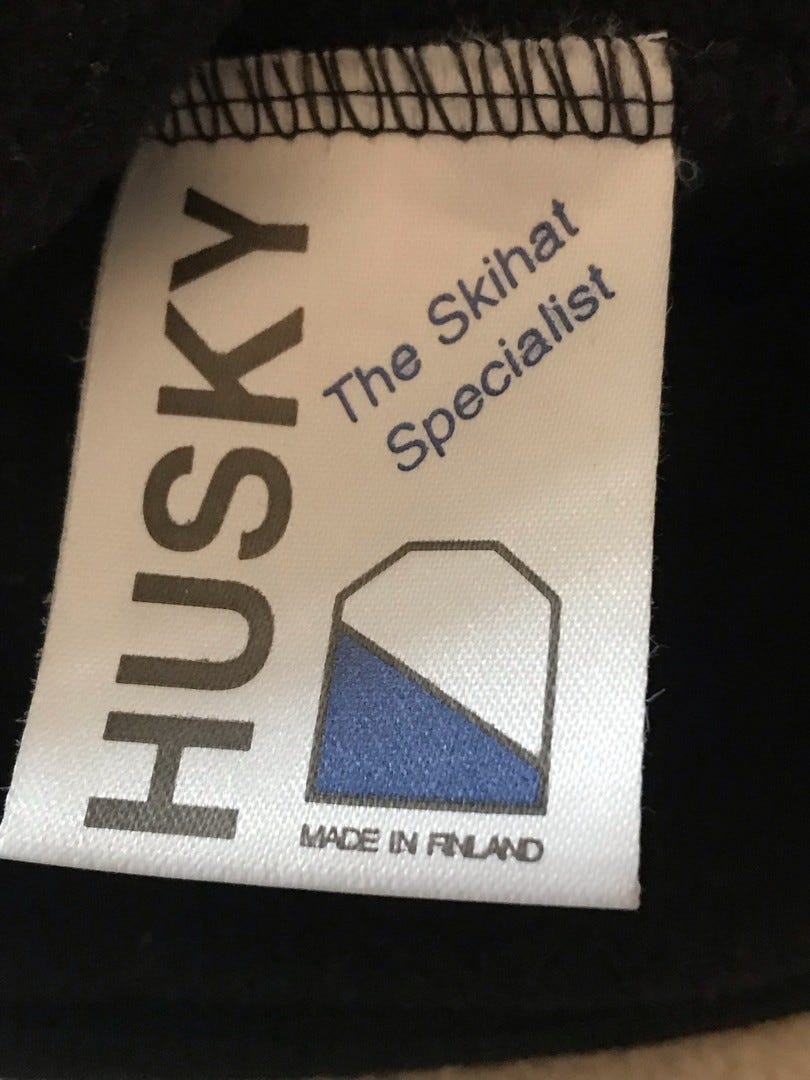 HUSKY
The Skihat
Specialist
MADE IN FINLAND